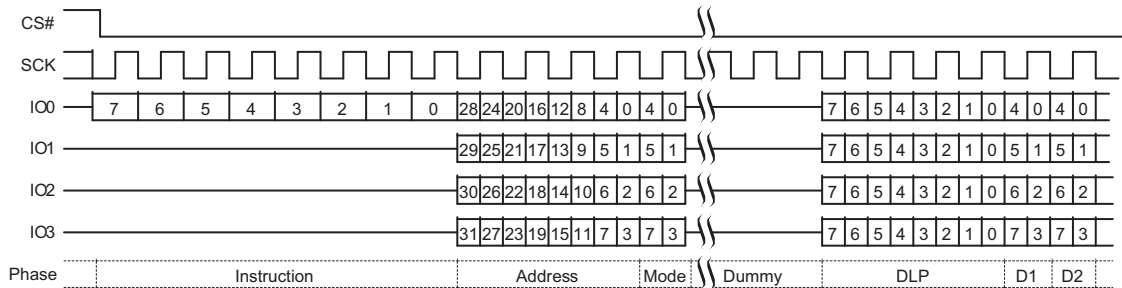 CS#
SCK
IO0 7 6 5 4 3 2 1 0 28 24 20 16 12 8 4 0 4 0 7 6 5 4 3 2 1 0 4 0 4 0
IO1 29 25 21 17 13 9 5 1 5 1 7 6 5 4 3 2 1 0 5 1 5 1
IO2 30 26 22 18 14 10 6 2 6 2 7 6 5 4 3 2 1 0 6 2 6 2
IO3 31 27 23 19 15 11 7 3 7 3 7 6 5 4 3 2 1 0 7 3 7 3
Phase Instruction Address Mode Dummy DLP D1 D2